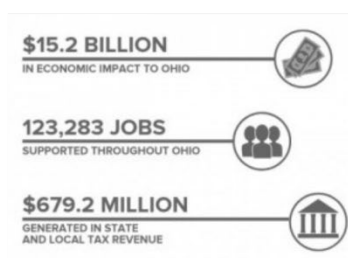 $15.2 BILLION
IN ECONOMIC IMPACT TO OHIO
123,283 JOBS
SUPPORTED THROUGHOUT OHIO
$679.2 MILLION
GENERATED IN STATE
AND LOCAL TAX REVENUE